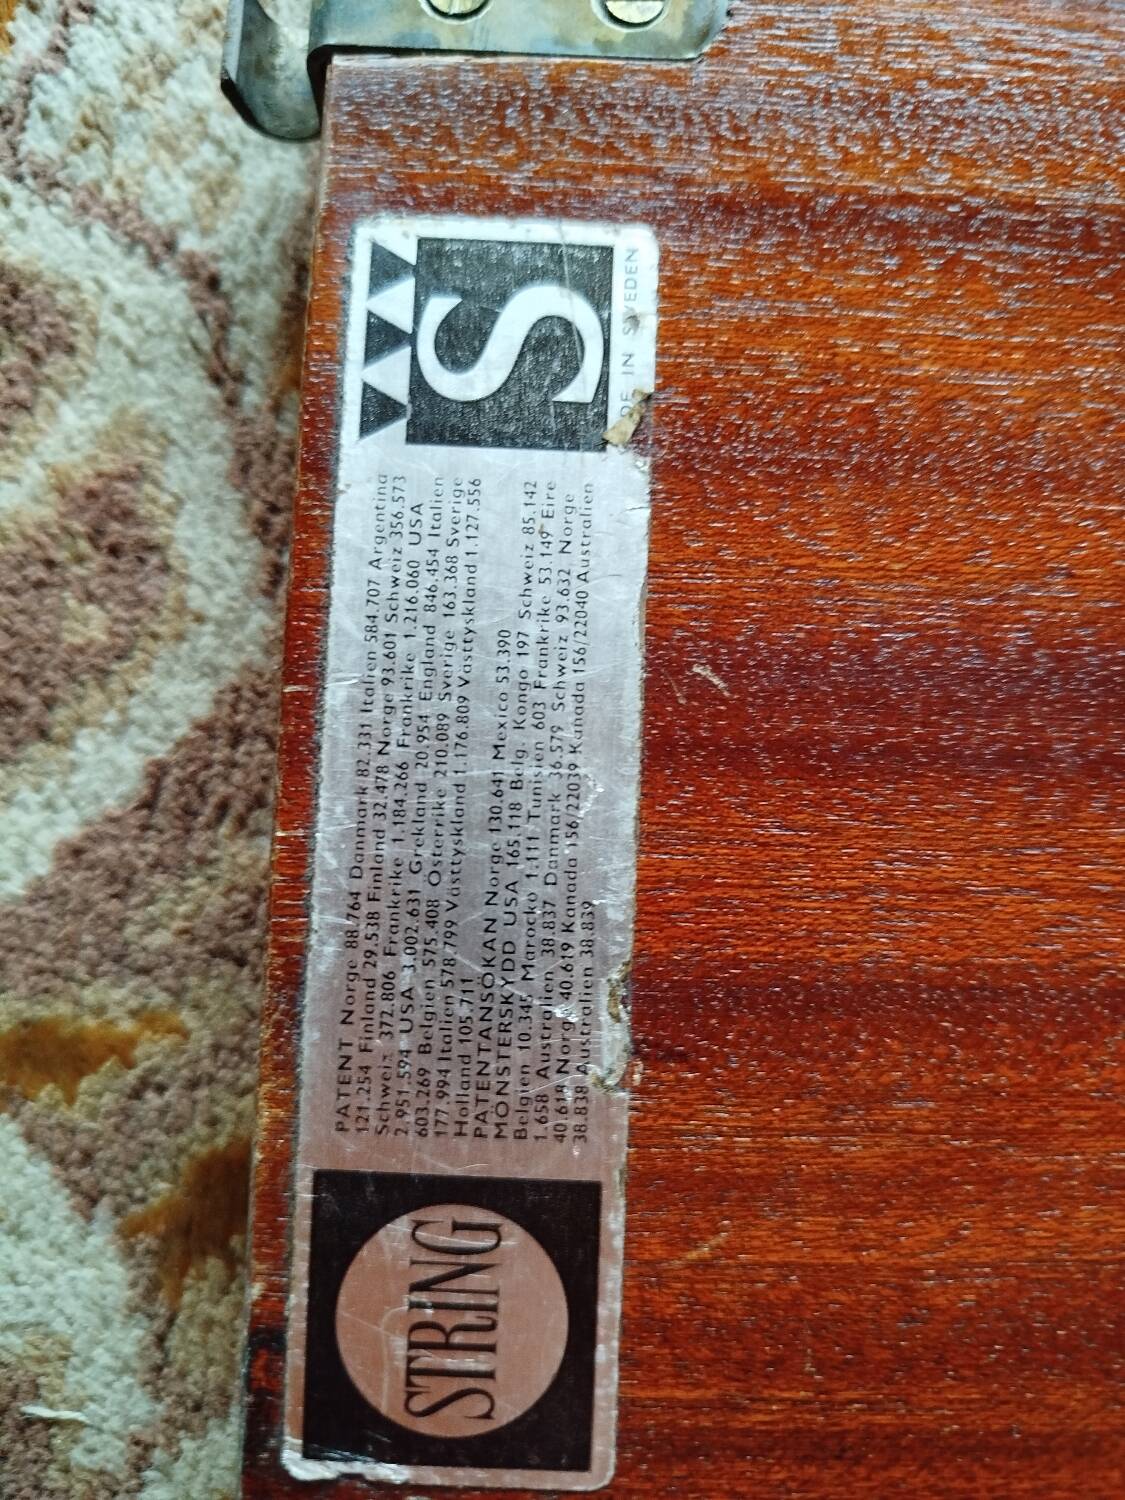 STRING
PATENT Norge 88.764 Danmark 82.331 Italien 584.707 Argentina
121.254 Finland 29.538 Finland 32.478 Norge 93.601 Schweiz 356.573
Schweiz 372.806 Frankrike 1.184.266 Frankrike 1.216.060 USA
2.951.594 USA 3.002.631 Grekland 20.954 England 846.454 Italien
603.269 Belgien 575.408 Österrike 210.089 Sverige 163.368 Sverige
177.994 Italien 578.799 Västtyskland 1.176.809 Västtyskland 1.127.556
Holland 105.711
PATENTANSÖKAN Norge 130.641 Mexico 53.390
MÖNSTERSKYDD USA 165.118 Belg. Kongo 197 Schweiz 85.142
Belgien 10.345 Marocko 1.111 Tunisien 603 Frankrike 53.149 Eire
1.658 Australien 38.837 Danmark 36.579 Schweiz 93.632 Norge
40.618 Norge 40.619 Kanada 156/22039 Kanada 156/22040 Australien
38.838 Australien 38.839
S
DE IN SWEDEN